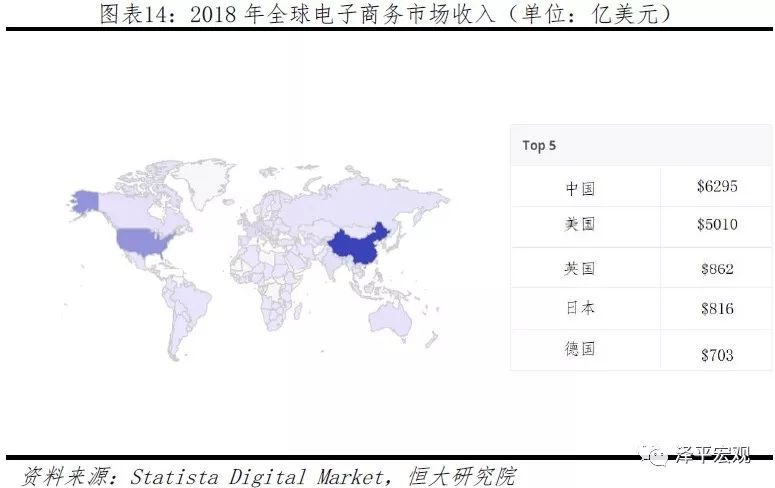 图表14：2018 年全球电子商务市场收入（单位：亿美元）
Top 5
中国 $6295
美国 $5010
英国 $862
日本 $816
德国 $703
泽平宏观
资料来源：Statista Digital Market，恒大研究院